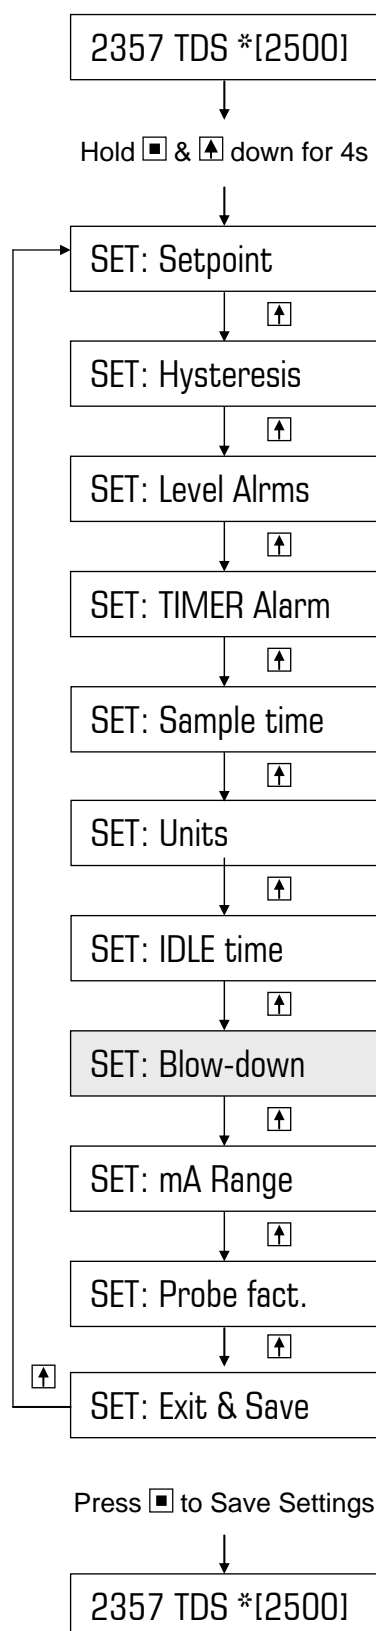 2357 TDS *[2500]
Hold & down for 4s
SET: Setpoint
SET: Hysteresis
SET: Level Alrms
SET: TIMER Alarm
SET: Sample time
SET: Units
SET: IDLE time
SET: Blow-down
SET: mA Range
SET: Probe fact.
SET: Exit & Save
Press to Save Settings
2357 TDS *[2500]